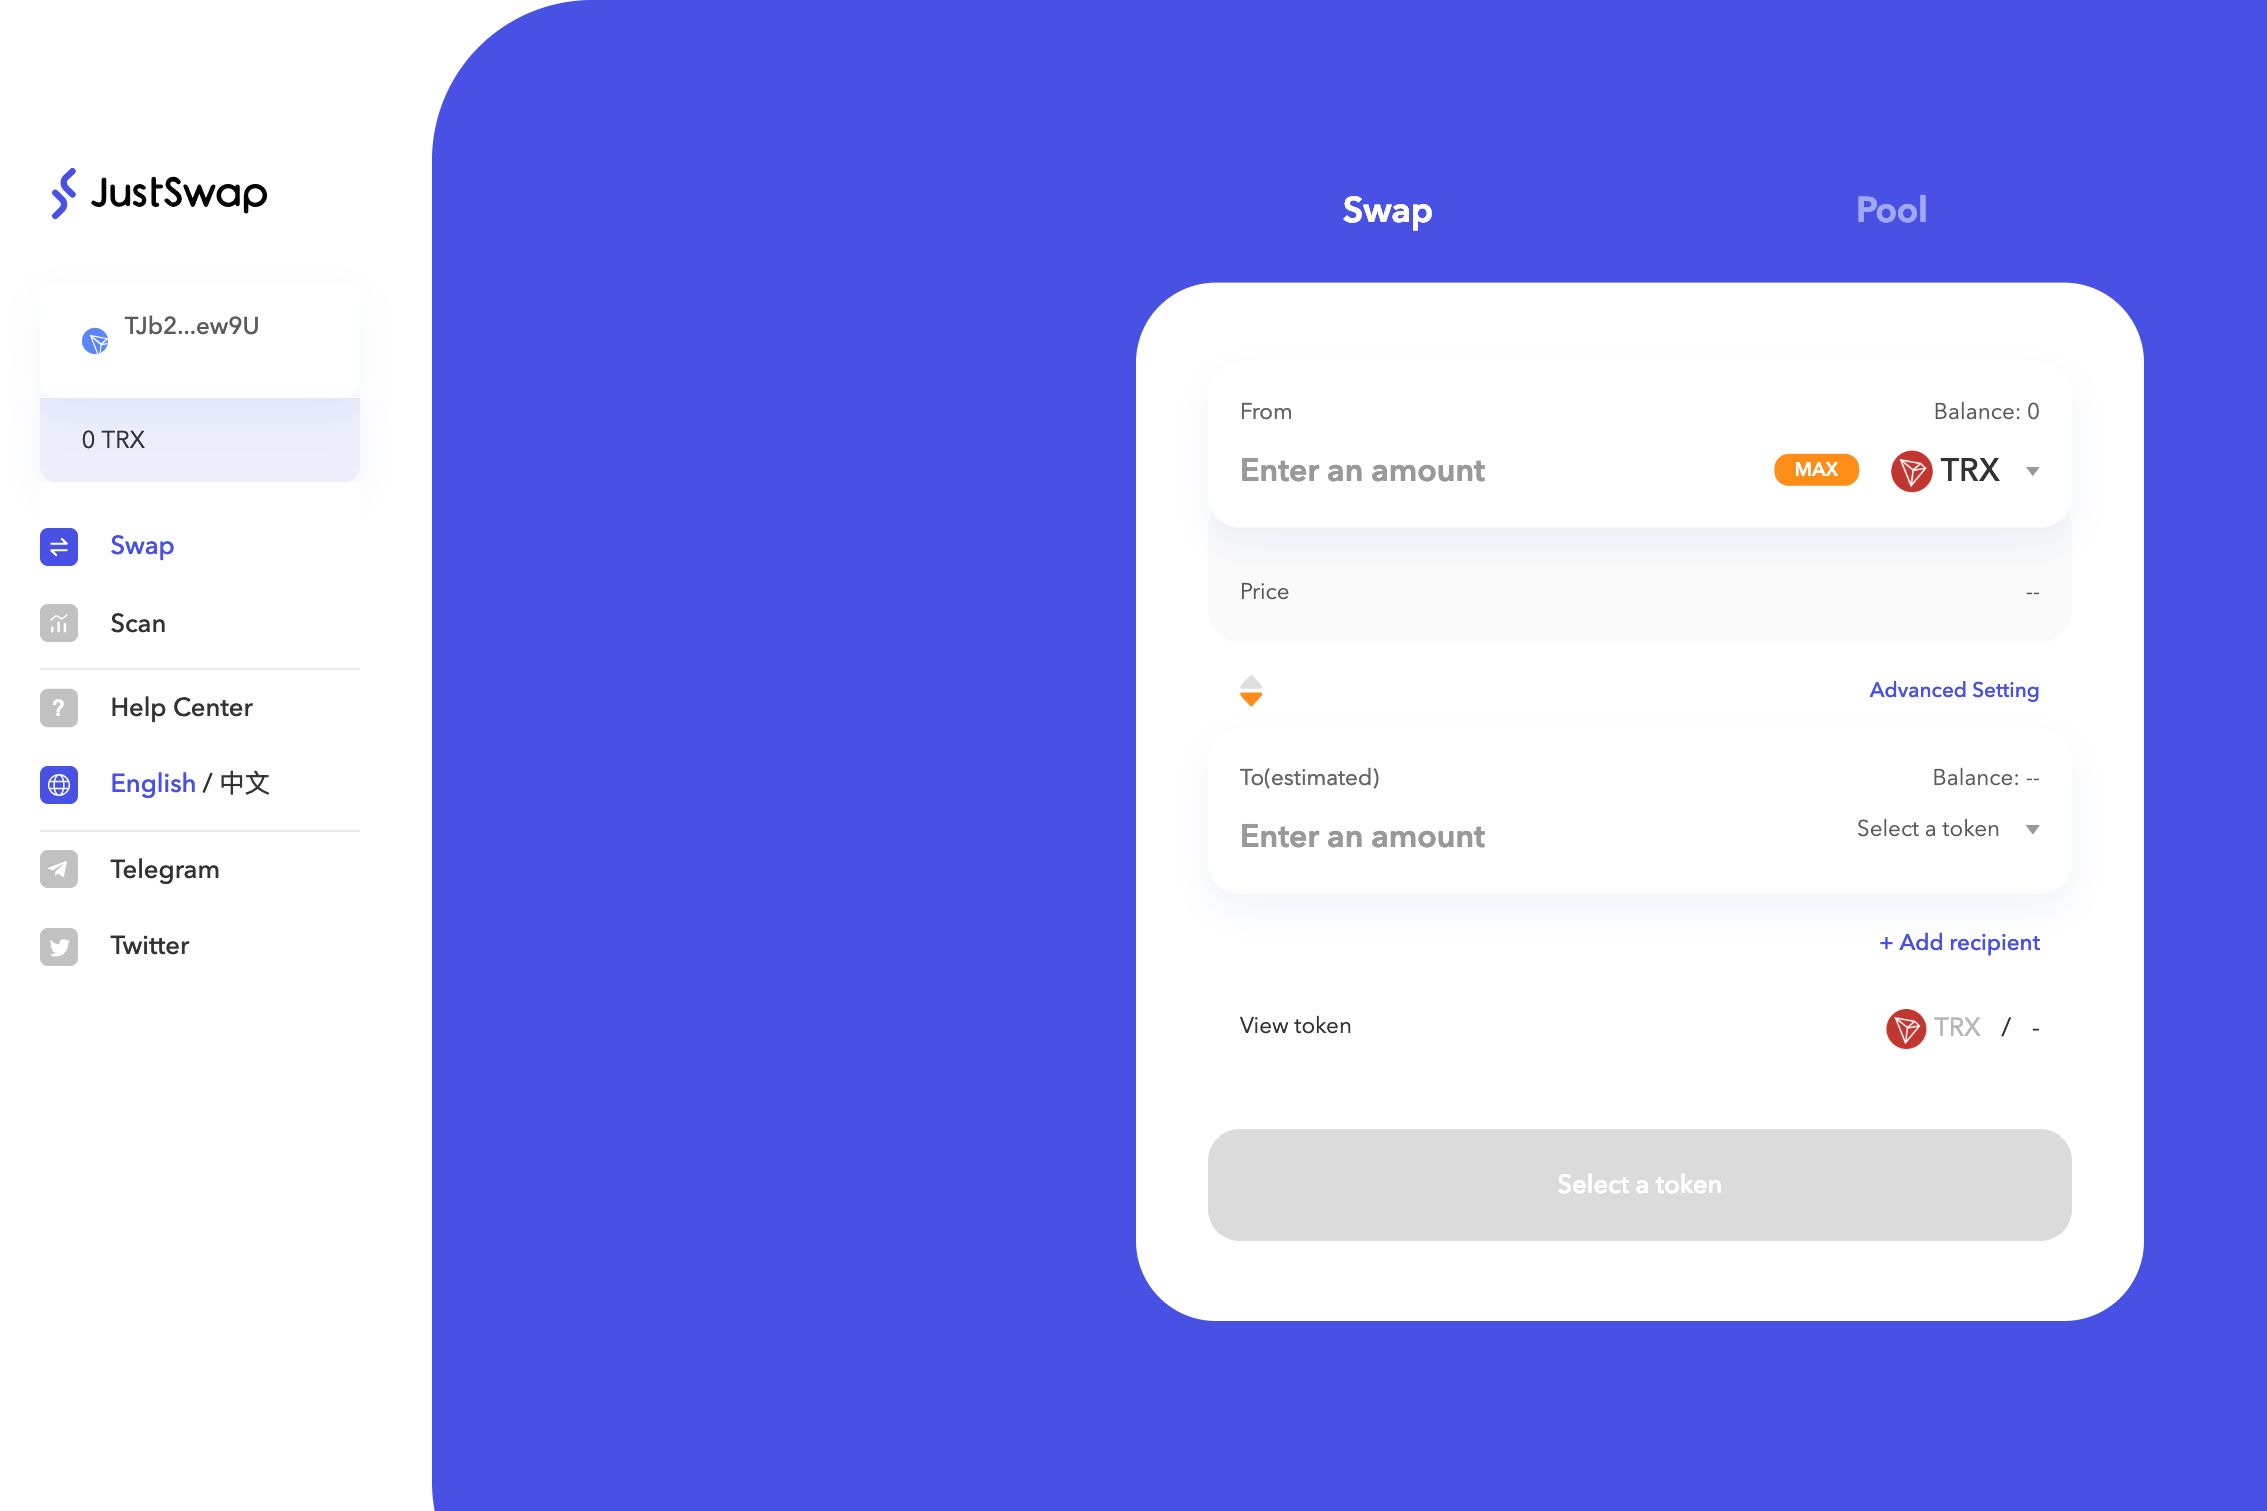 JustSwap
TJb2...ew9U
0 TRX
Swap
Scan
Help Center
English / 中文
Telegram
Twitter
Swap
Pool
From
Balance: 0
Enter an amount
MAX
TRX
Price
--
Advanced Setting
To(estimated)
Balance: --
Enter an amount
Select a token
+ Add recipient
View token
TRX / -
Select a token